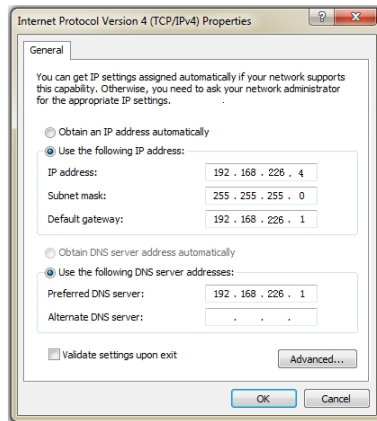 Internet Protocol Version 4 (TCP/IPv4) Properties
General
You can get IP settings assigned automatically if your network supports
this capability. Otherwise, you need to ask your network administrator
for the appropriate IP settings.
Obtain an IP address automatically
Use the following IP address:
IP address: 192 . 168 . 226 . 4
Subnet mask: 255 . 255 . 255 . 0
Default gateway: 192 . 168 . 226 . 1
Obtain DNS server address automatically
Use the following DNS server addresses:
Preferred DNS server: 192 . 168 . 226 . 1
Alternate DNS server: . . .
Validate settings upon exit
Advanced...
OK Cancel